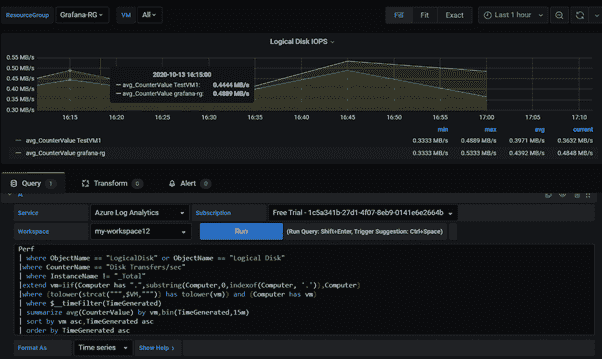 ResourceGroup Grafana-RG VM All Fill Fit Exact Last 1 hour
Logical Disk IOPS
0.55 MB/s
0.50 MB/s
0.45 MB/s
0.40 MB/s
0.35 MB/s
0.30 MB/s
2020-10-13 16:15:00
avg_CounterValue TestVM1: 0.4444 MB/s
avg_CounterValue grafana-rg: 0.4889 MB/s
16:15 16:20 16:25 16:30 16:35 16:40 16:45 16:50 16:55 17:00 17:05 17:10
min max avg current
avg_CounterValue TestVM1 0.3333 MB/s 0.4889 MB/s 0.3971 MB/s 0.3632 MB/s
avg_CounterValue grafana-rg 0.3333 MB/s 0.5333 MB/s 0.4392 MB/s 0.4848 MB/s
Query 1 Transform 0 Alert 0
A
Service Azure Log Analytics Subscription Free Trial - 1c5a341b-27d1-4f07-8eb9-0141e6e2664b
Workspace my-workspace12 Run (Run Query: Shift+Enter, Trigger Suggestion: Ctrl+Space)
Perf
| where ObjectName == "LogicalDisk" or ObjectName == "Logical Disk"
|where CounterName == "Disk Transfers/sec"
| where InstanceName != "_Total"
|extend vm=iif(Computer has ".",substring(Computer,0,indexof(Computer, '.')),Computer)
|where (tolower(strcat(""",$VM,""")) has tolower(vm)) and (Computer has vm)
|where $__timeFilter(TimeGenerated)
| summarize avg(CounterValue) by vm,bin(TimeGenerated,15m)
| sort by vm asc,TimeGenerated asc
| order by TimeGenerated asc
Format As Time series Show Help